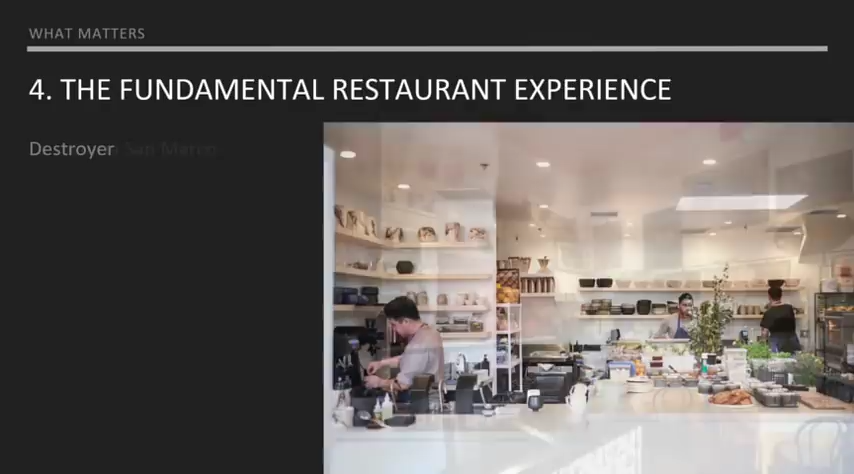 WHAT MATTERS
4. THE FUNDAMENTAL RESTAURANT EXPERIENCE
Destroyer